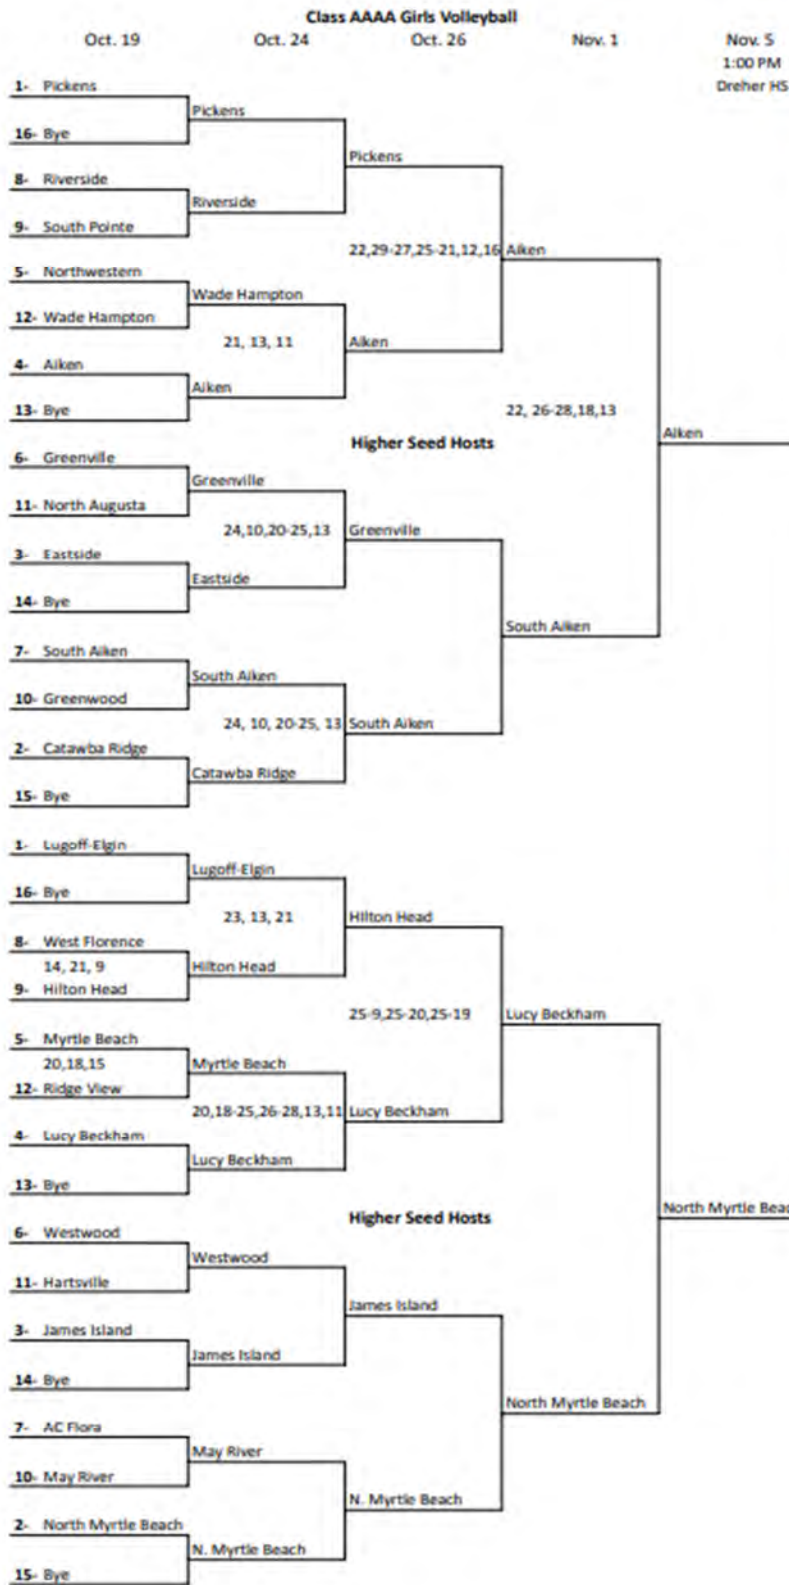 Class AAAA Girls Volleyball
Oct. 19 Oct. 24 Oct. 26 Nov. 1 Nov. 5
1:00 PM
Dreher HS
1- Pickens
Pickens
16- Bye
Pickens
8- Riverside
Riverside
9- South Pointe
22,29-27,25-21,12,16 Aiken
5- Northwestern
Wade Hampton
12- Wade Hampton
21, 13, 11 Aiken
4- Aiken
Aiken
13- Bye
22, 26-28,18,13
Aiken
Higher Seed Hosts
6- Greenville
Greenville
11- North Augusta
24,10,20-25,13 Greenville
3- Eastside
Eastside
14- Bye
South Aiken
7- South Aiken
South Aiken
10- Greenwood
24, 10, 20-25, 13 South Aiken
2- Catawba Ridge
Catawba Ridge
15- Bye
1- Lugoff-Elgin
Lugoff-Elgin
16- Bye
23, 13, 21 Hilton Head
8- West Florence
14, 21, 9 Hilton Head
9- Hilton Head
25-9,25-20,25-19 Lucy Beckham
5- Myrtle Beach
20,18,15 Myrtle Beach
12- Ridge View
20,18-25,26-28,13,11 Lucy Beckham
4- Lucy Beckham
Lucy Beckham
13- Bye
North Myrtle Beac
Higher Seed Hosts
6- Westwood
Westwood
11- Hartsville
James Island
3- James Island
James Island
14- Bye
North Myrtle Beach
7- AC Flora
May River
10- May River
N. Myrtle Beach
2- North Myrtle Beach
N. Myrtle Beach
15- Bye